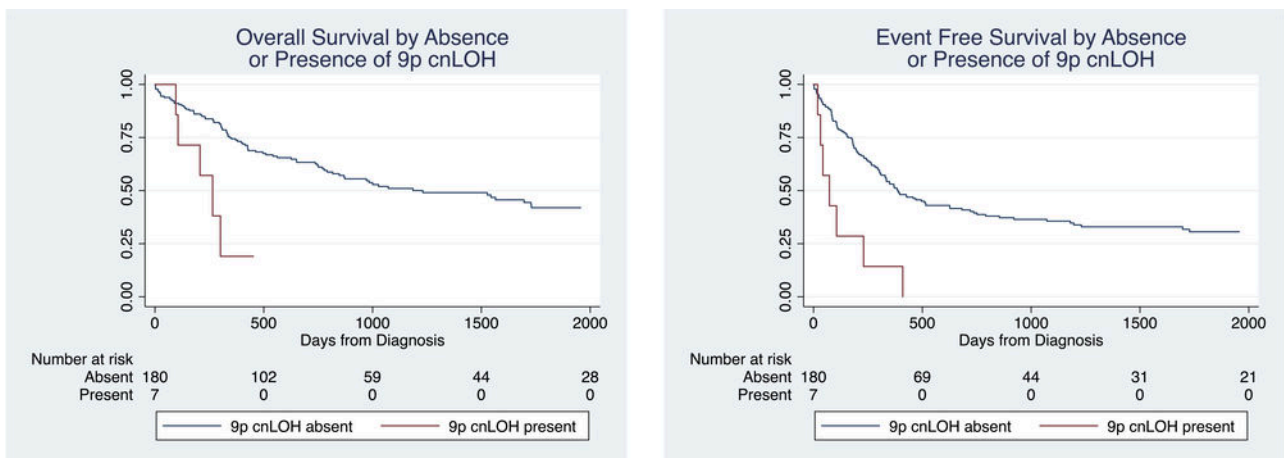 Overall Survival by Absence
or Presence of 9p cnLOH
1.00
0.75
0.50
0.25
0.00
0 500 1000 1500 2000
Days from Diagnosis
Number at risk
Absent 180 102 59 44 28
Present 7 0 0 0 0
9p cnLOH absent 9p cnLOH present
Event Free Survival by Absence
or Presence of 9p cnLOH
1.00
0.75
0.50
0.25
0.00
0 500 1000 1500 2000
Days from Diagnosis
Number at risk
Absent 180 69 44 31 21
Present 7 0 0 0 0
9p cnLOH absent 9p cnLOH present